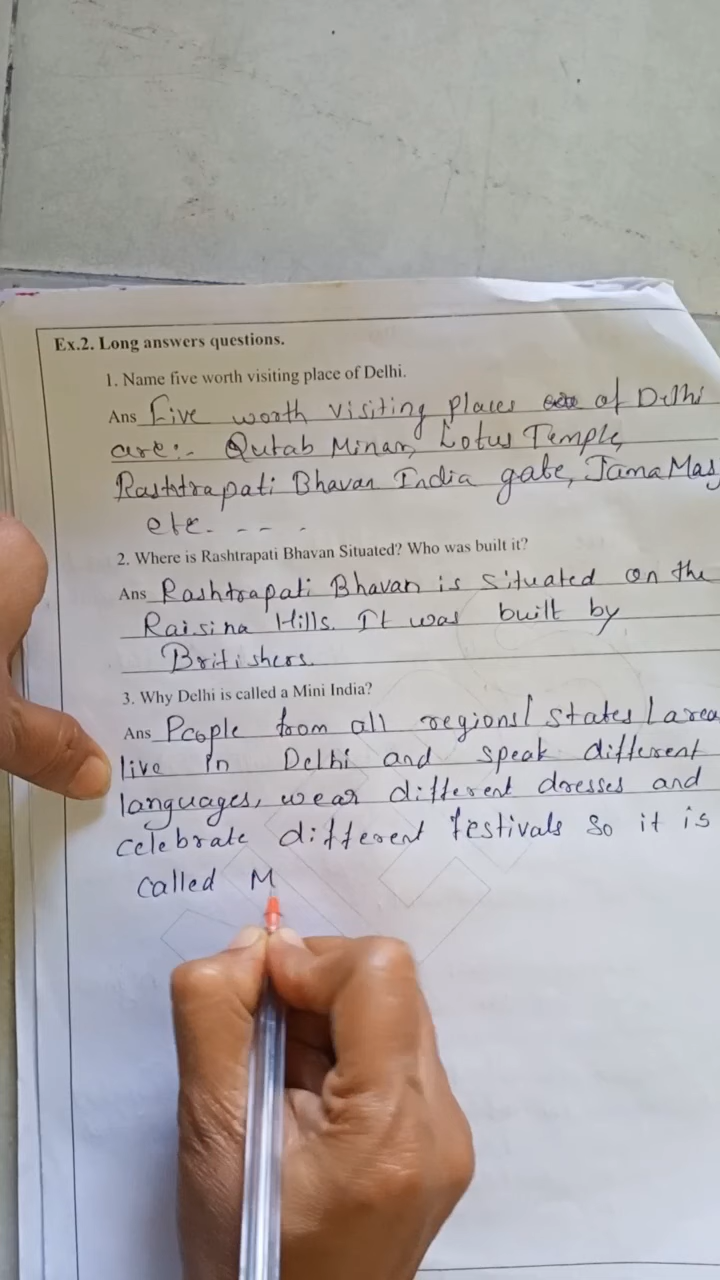 Ex.2. Long answers questions.
1. Name five worth visiting place of Delhi.
Ans Five worth visiting places of Delhi
are:- Qutab Minar, Lotus Temple,
Rashtrapati Bhavan India gate, Jama Mas
etc. - - -
2. Where is Rashtrapati Bhavan Situated? Who was built it?
Ans Rashtrapati Bhavan is situated on the
Raisina Hills. It was built by
Britishers
3. Why Delhi is called a Mini India?
Ans People from all regions/ states / area
live in Delhi and speak different
languages, wear different dresses and
celebrate different festivals so it is
called M